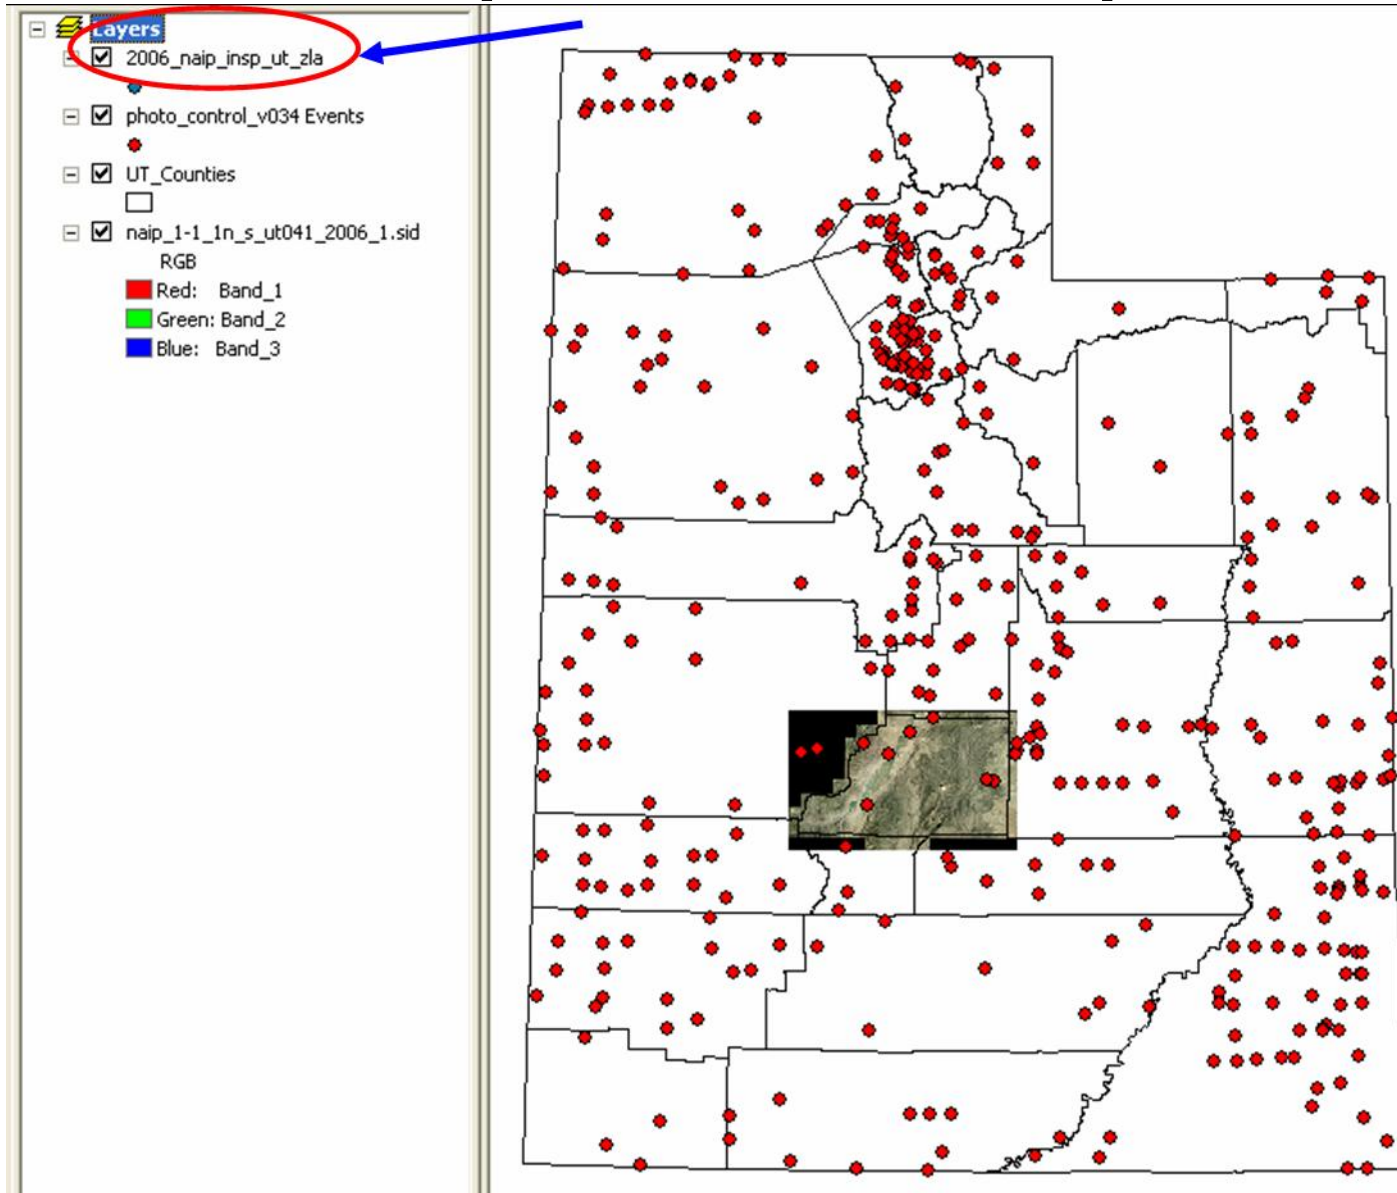 Layers
2006_naip_insp_ut_zla
photo_control_v034 Events
UT_Counties
naip_1-1_1n_s_ut041_2006_1.sid
RGB
Red: Band_1
Green: Band_2
Blue: Band_3